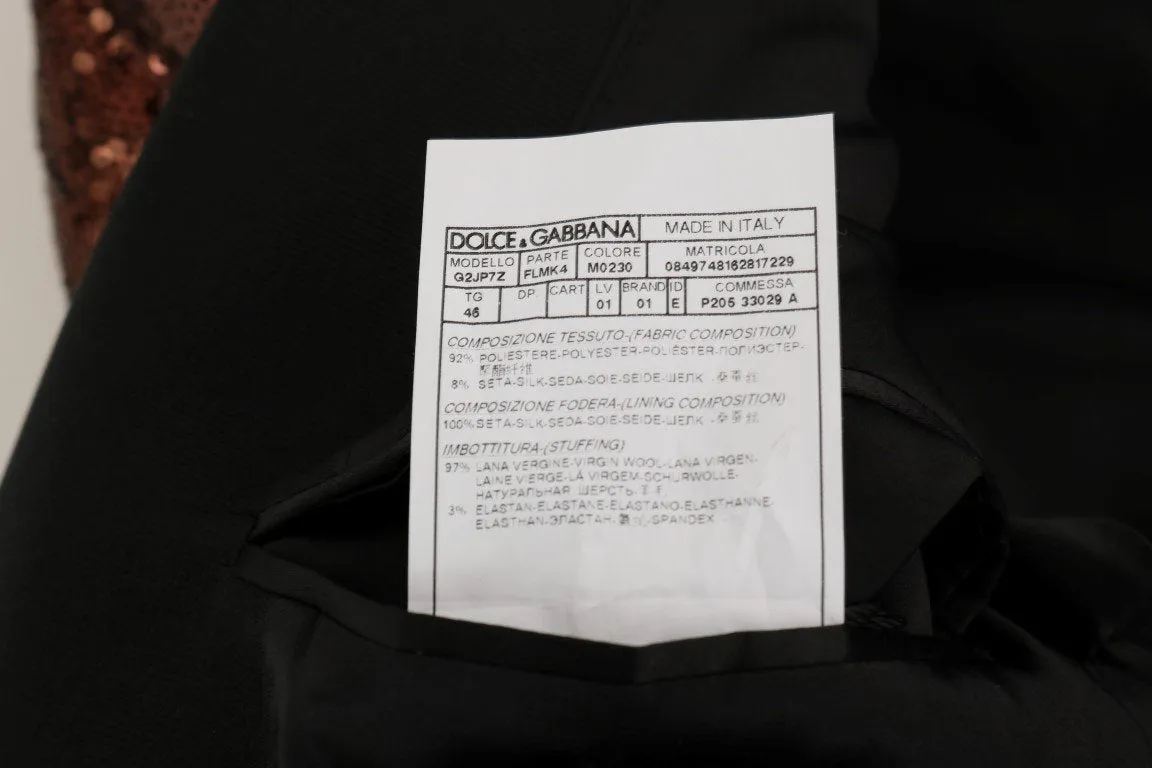 DOLCE & GABBANA MADE IN ITALY
MODELLO PARTE COLORE MATRICOLA
G2JP7Z FLMK4 M0230 0849748162817229
TG DP. CART LV BRAND ID COMMESSA
46 01 01 E P205 33029 A
COMPOSIZIONE TESSUTO-(FABRIC COMPOSITION)
92% POLIESTERE-POLYESTER-POLIÉSTER-ПОЛИЭСТЕР-
聚酯纤维
8% SETA-SILK-SEDA-SOIE-SEIDE-ШЕЛК
COMPOSIZIONE FODERA-(LINING COMPOSITION)
100% SETA-SILK-SEDA-SOIE-SEIDE-ШЕЛК
IMBOTTITURA-(STUFFING)
97% LANA VERGINE-VIRGIN WOOL-LANA VIRGEN-
LAINE VIERGE-LÃ VIRGEM-SCHURWOLLE-
НАТУРАЛЬНАЯ ШЕРСТЬ-
3% ELASTAN-ELASTANE-ELASTANO-ELASTHANNE-
ELASTHAN-ЭЛАСТАН- -SPANDEX